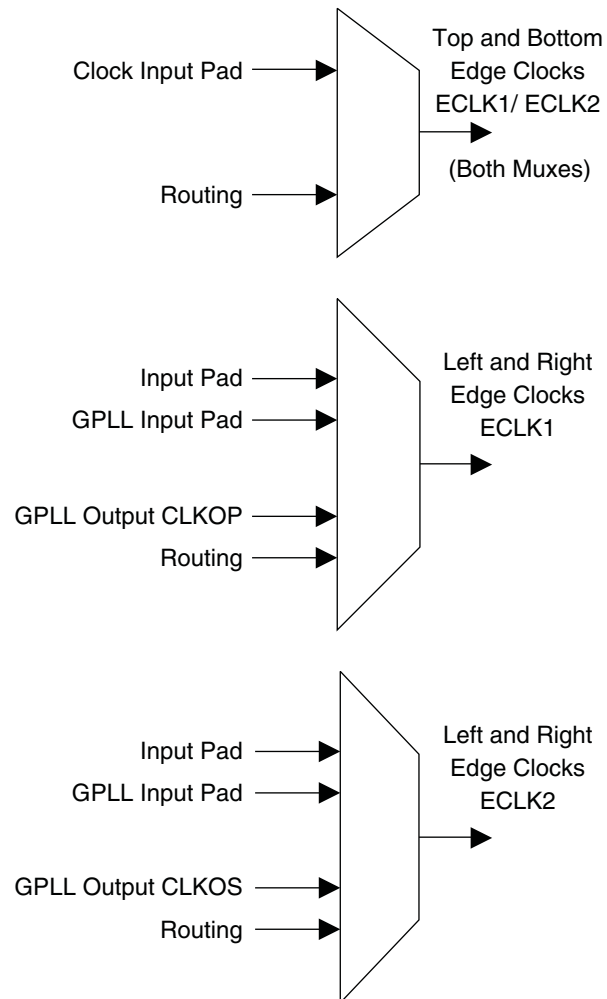 Clock Input Pad
Routing
Top and Bottom
Edge Clocks
ECLK1/ ECLK2
(Both Muxes)
Input Pad
GPLL Input Pad
GPLL Output CLKOP
Routing
Left and Right
Edge Clocks
ECLK1
Input Pad
GPLL Input Pad
GPLL Output CLKOS
Routing
Left and Right
Edge Clocks
ECLK2